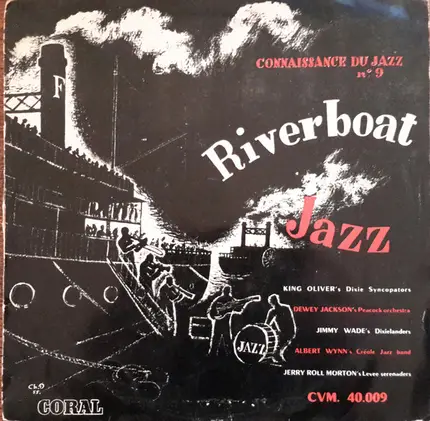 CONNAISSANCE DU JAZZ
n° 9
F
Riverboat
Jazz
KING OLIVER's Dixie Syncopators
DEWEY JACKSON's Peacock orchestra
JIMMY WADE's Dixielanders
ALBERT WYNN's Créole Jazz band
JERRY ROLL MORTON's Levee serenaders
JAZZ
CORAL
CVM. 40.009